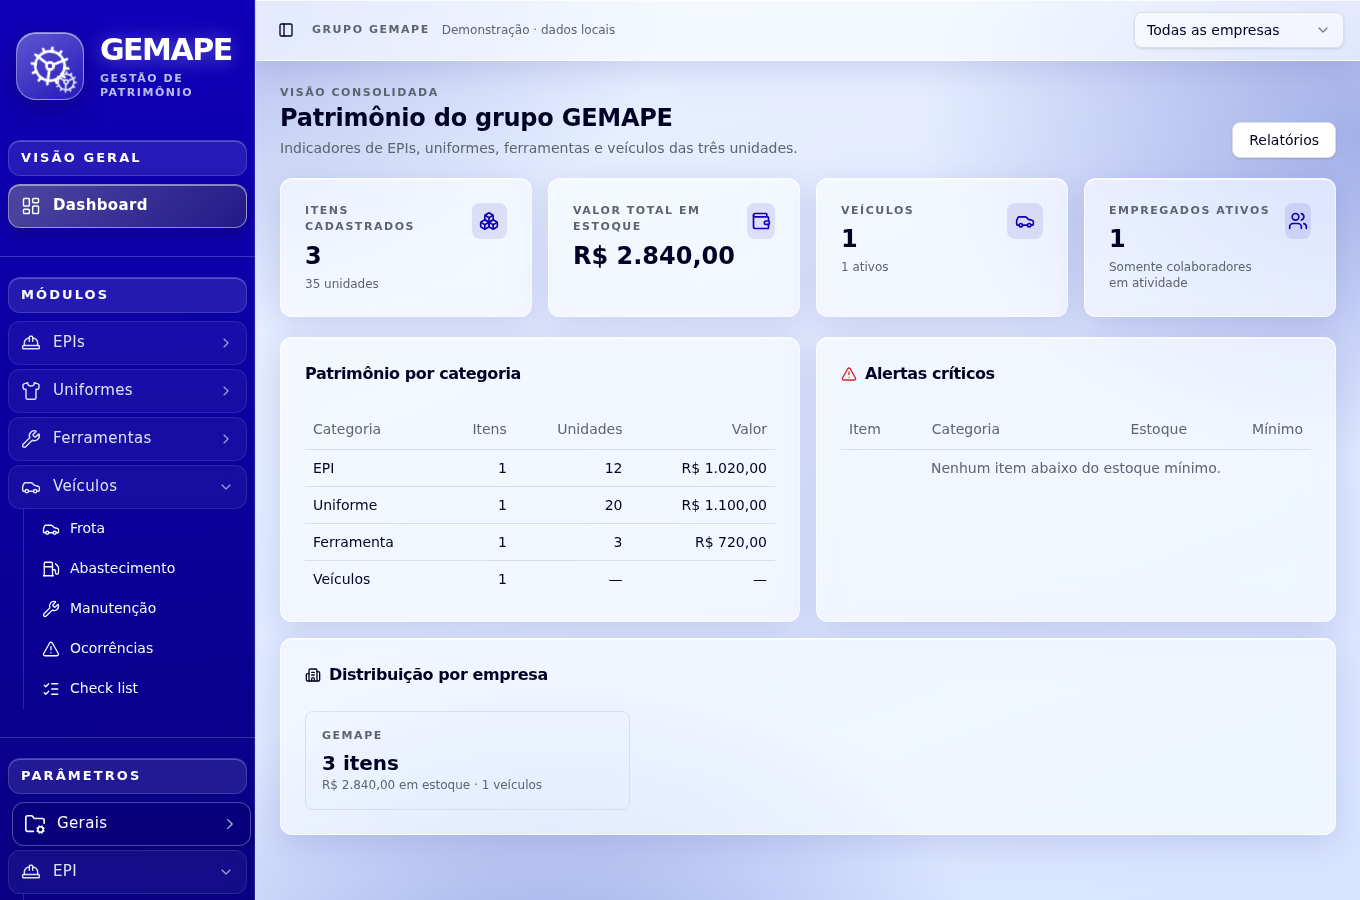 GEMAPE
GESTÃO DE
PATRIMÔNIO
VISÃO GERAL
Dashboard
MÓDULOS
EPIs
Uniformes
Ferramentas
Veículos
Frota
Abastecimento
Manutenção
Ocorrências
Check list
PARÂMETROS
Gerais
EPI
GRUPO GEMAPE Demonstração · dados locais
Todas as empresas
VISÃO CONSOLIDADA
Patrimônio do grupo GEMAPE
Indicadores de EPIs, uniformes, ferramentas e veículos das três unidades.
Relatórios
ITENS
CADASTRADOS
3
35 unidades
VALOR TOTAL EM
ESTOQUE
R$ 2.840,00
VEÍCULOS
1
1 ativos
EMPREGADOS ATIVOS
1
Somente colaboradores
em atividade
Patrimônio por categoria
Categoria Itens Unidades Valor
EPI 1 12 R$ 1.020,00
Uniforme 1 20 R$ 1.100,00
Ferramenta 1 3 R$ 720,00
Veículos 1 — —
Alertas críticos
Item Categoria Estoque Mínimo
Nenhum item abaixo do estoque mínimo.
Distribuição por empresa
GEMAPE
3 itens
R$ 2.840,00 em estoque · 1 veículos